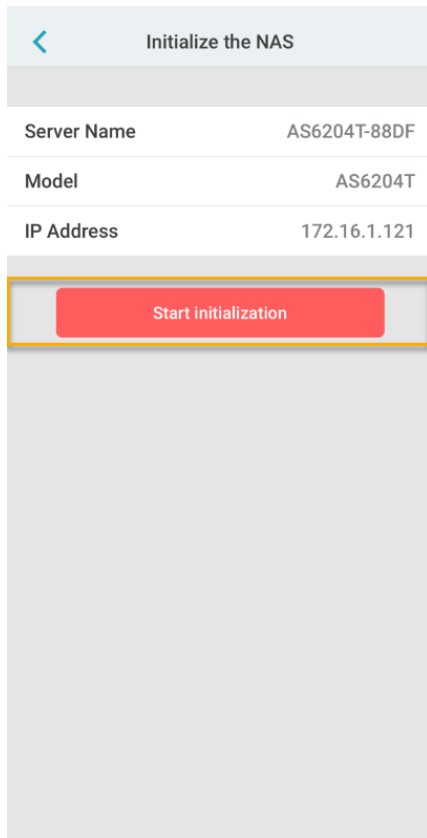 Initialize the NAS
Server Name AS6204T-88DF
Model AS6204T
IP Address 172.16.1.121
Start initialization